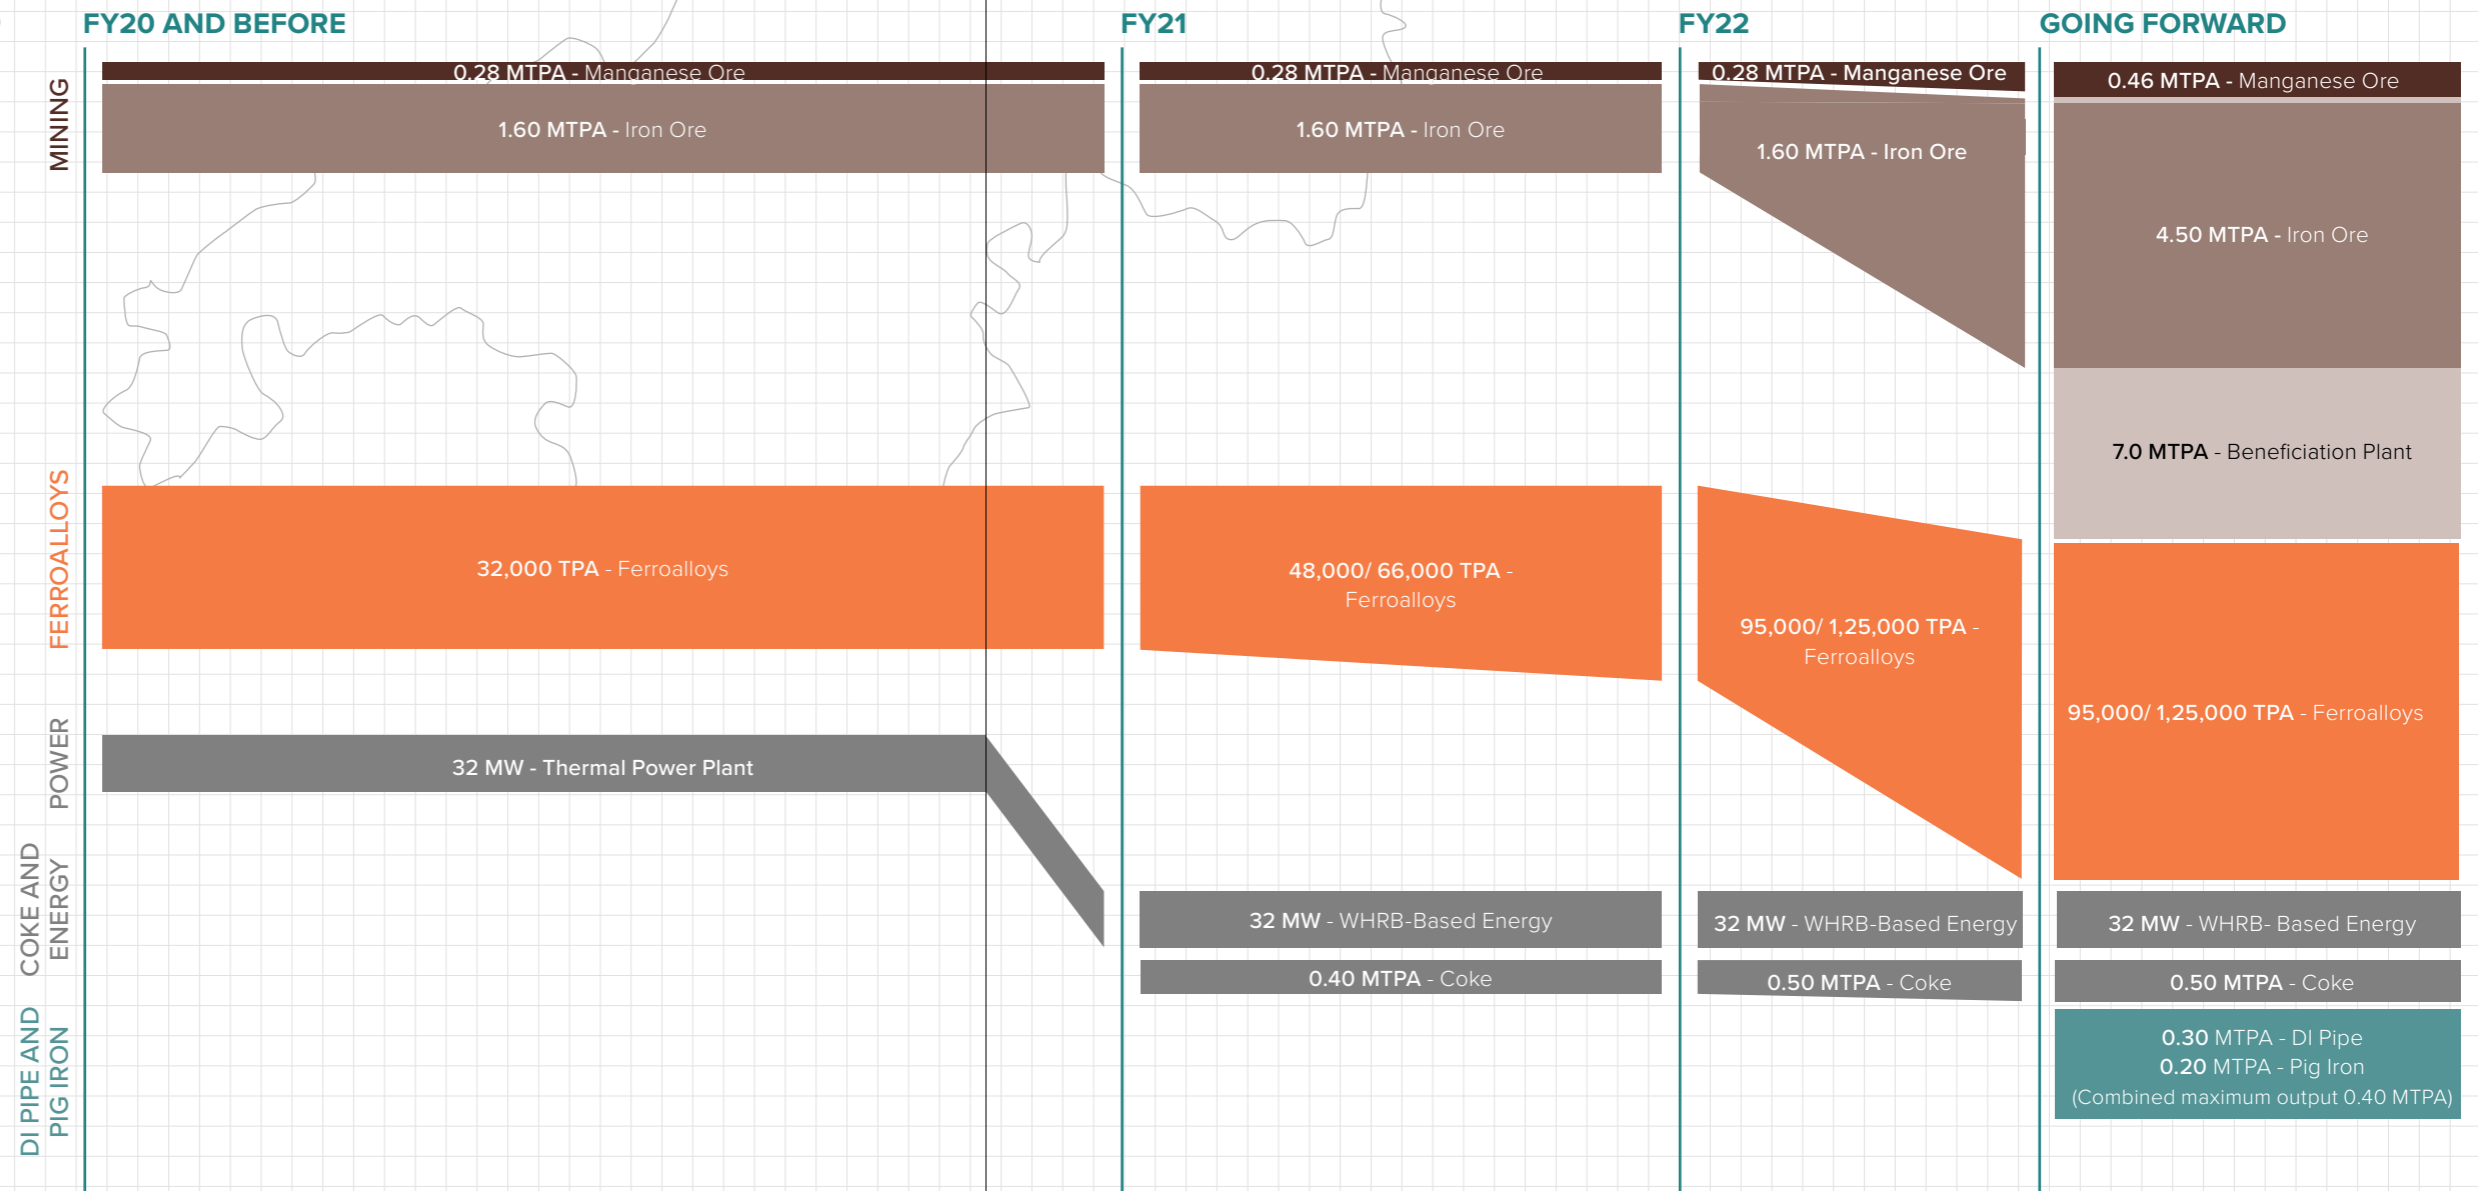 FY20 AND BEFORE
FY21
FY22
GOING FORWARD
MINING
0.28 MTPA - Manganese Ore
0.28 MTPA - Manganese Ore
0.28 MTPA - Manganese Ore
0.46 MTPA - Manganese Ore
1.60 MTPA - Iron Ore
1.60 MTPA - Iron Ore
1.60 MTPA - Iron Ore
4.50 MTPA - Iron Ore
7.0 MTPA - Beneficiation Plant
FERROALLOYS
32,000 TPA - Ferroalloys
48,000/ 66,000 TPA -
Ferroalloys
95,000/ 1,25,000 TPA -
Ferroalloys
95,000/ 1,25,000 TPA - Ferroalloys
POWER
32 MW - Thermal Power Plant
COKE AND
ENERGY
32 MW - WHRB-Based Energy
32 MW - WHRB-Based Energy
32 MW - WHRB- Based Energy
0.40 MTPA - Coke
0.50 MTPA - Coke
0.50 MTPA - Coke
DI PIPE AND
PIG IRON
0.30 MTPA - DI Pipe
0.20 MTPA - Pig Iron
(Combined maximum output 0.40 MTPA)